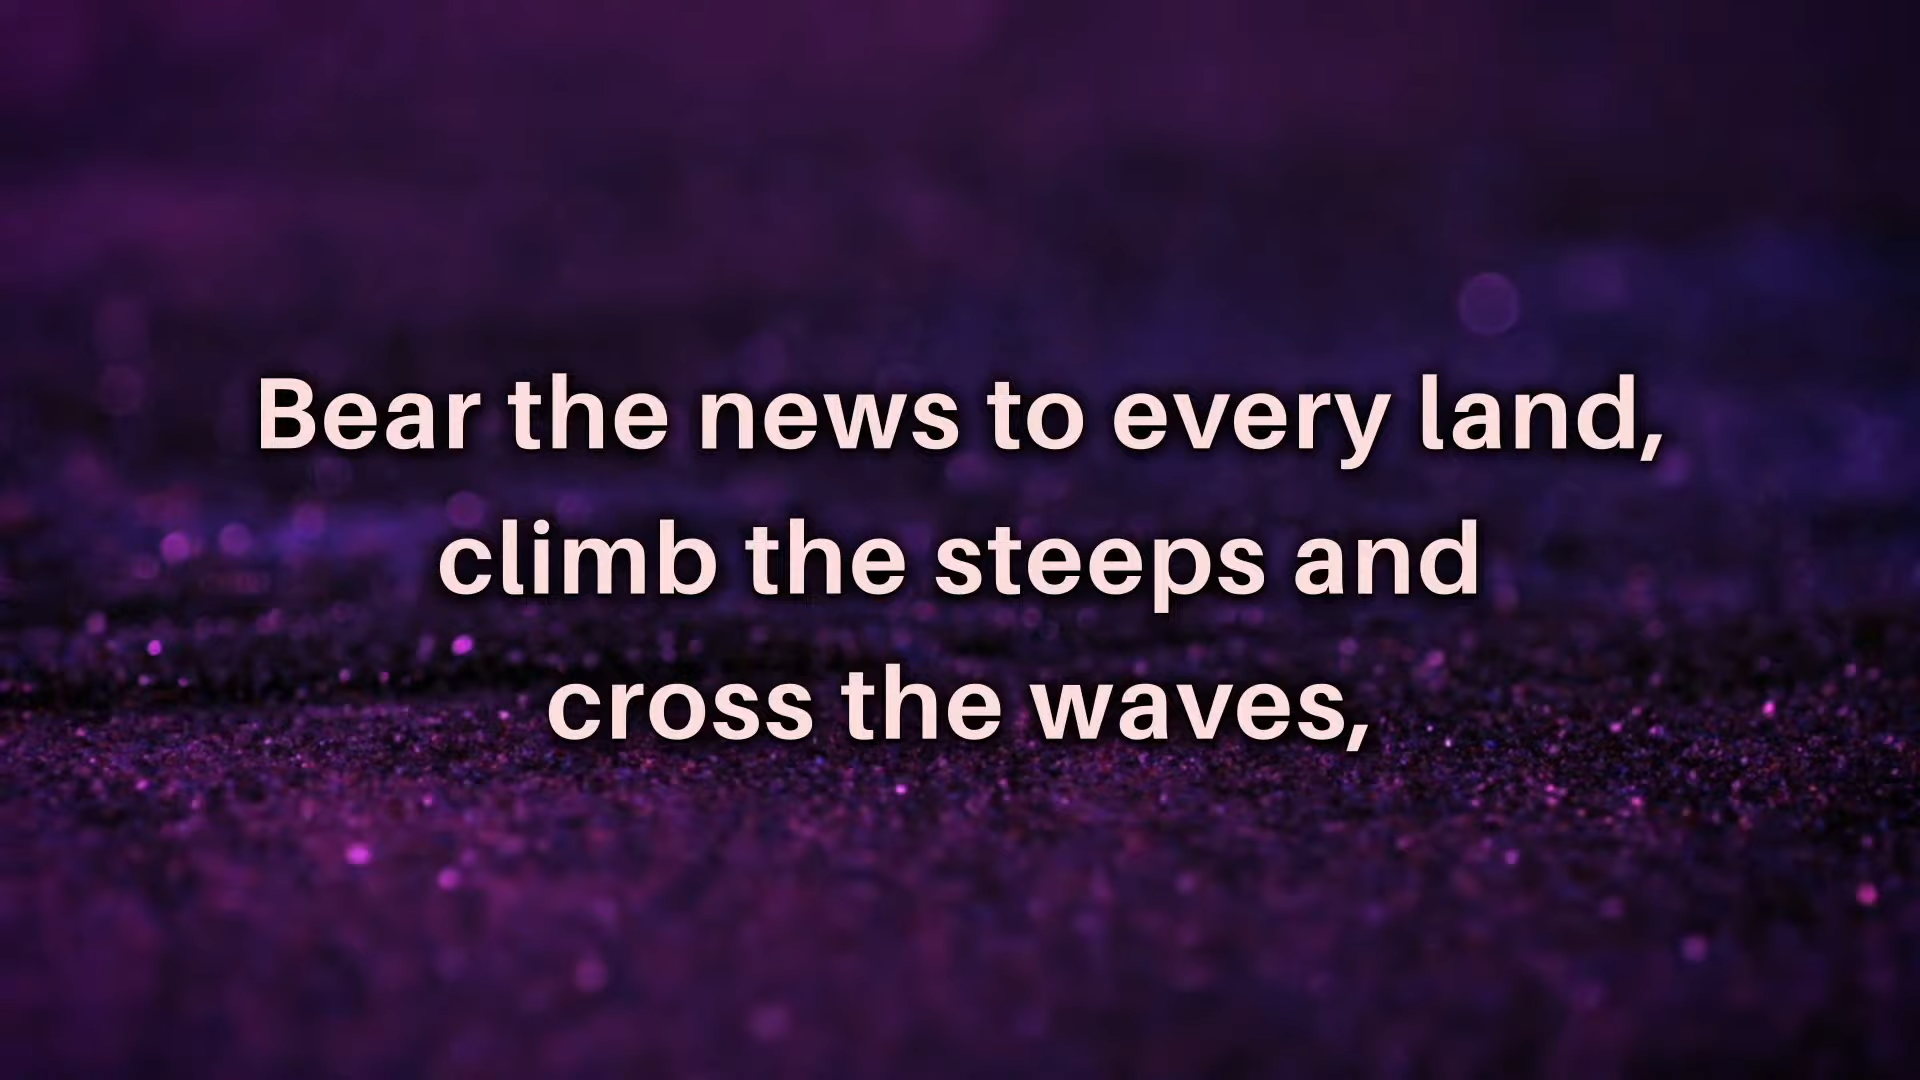 Bear the news to every land,
climb the steeps and
cross the waves,